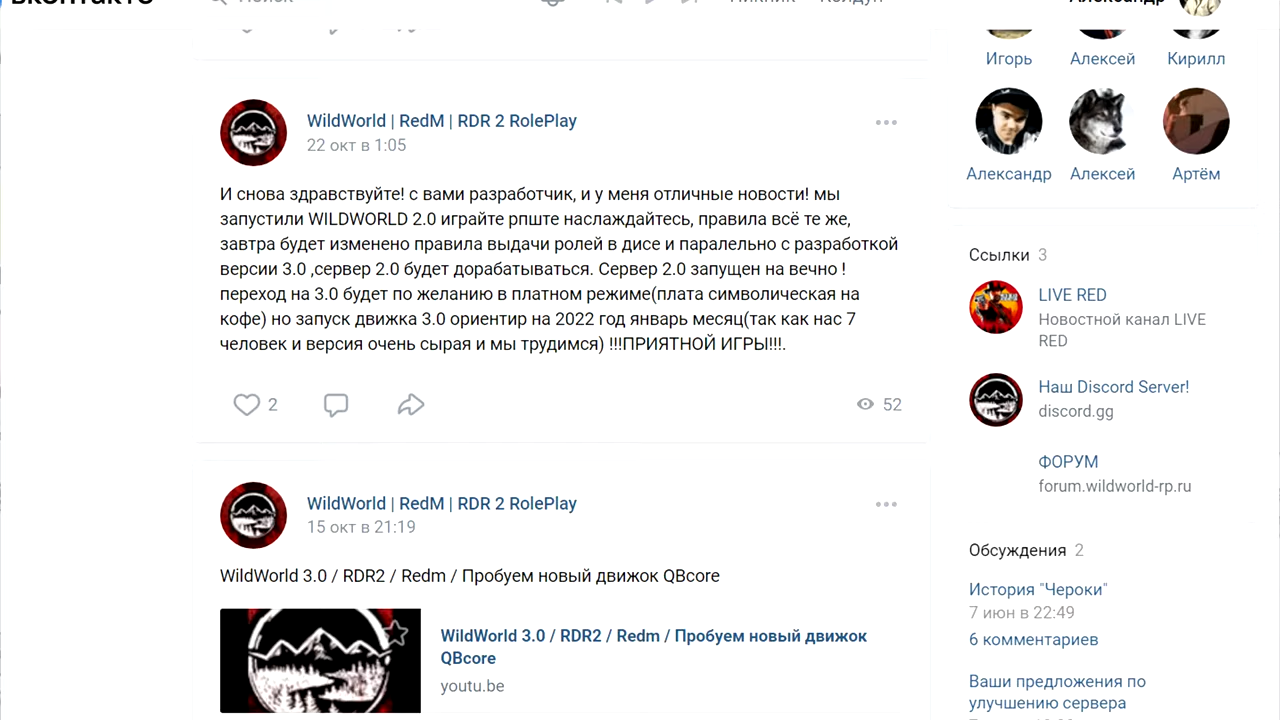 вконтакте
Поиск
Александр
WildWorld | RedM | RDR 2 RolePlay
22 окт в 1:05
И снова здравствуйте! с вами разработчик, и у меня отличные новости! мы
запустили WILDWORLD 2.0 играйте рпште наслаждайтесь, правила всё те же,
завтра будет изменено правила выдачи ролей в дисе и паралельно с разработкой
версии 3.0 ,сервер 2.0 будет дорабатываться. Сервер 2.0 запущен на вечно !
переход на 3.0 будет по желанию в платном режиме(плата символическая на
кофе) но запуск движка 3.0 ориентир на 2022 год январь месяц(так как нас 7
человек и версия очень сырая и мы трудимся) !!!ПРИЯТНОЙ ИГРЫ!!!.
2
52
WildWorld | RedM | RDR 2 RolePlay
15 окт в 21:19
WildWorld 3.0 / RDR2 / Redm / Пробуем новый движок QBcore
WildWorld 3.0 / RDR2 / Redm / Пробуем новый движок
QBcore
youtu.be
Игорь
Алексей
Кирилл
Александр
Алексей
Артём
Ссылки 3
LIVE RED
Новостной канал LIVE
RED
Наш Discord Server!
discord.gg
ФОРУМ
forum.wildworld-rp.ru
Обсуждения 2
История "Чероки"
7 июн в 22:49
6 комментариев
Ваши предложения по
улучшению сервера